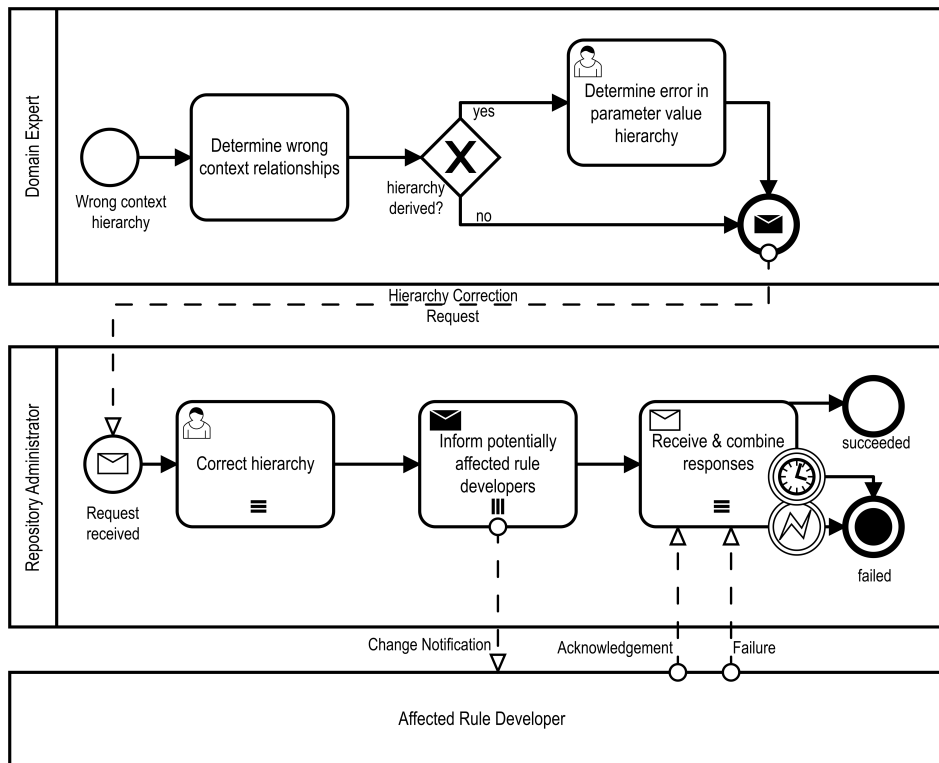 Domain Expert
Wrong context
hierarchy
Determine wrong
context relationships
hierarchy
derived?
yes
no
Determine error in
parameter value
hierarchy
Hierarchy Correction
Request
Repository Administrator
Request
received
Correct hierarchy
Inform potentially
affected rule
developers
Receive & combine
responses
succeeded
failed
Change Notification
Acknowledgement
Failure
Affected Rule Developer